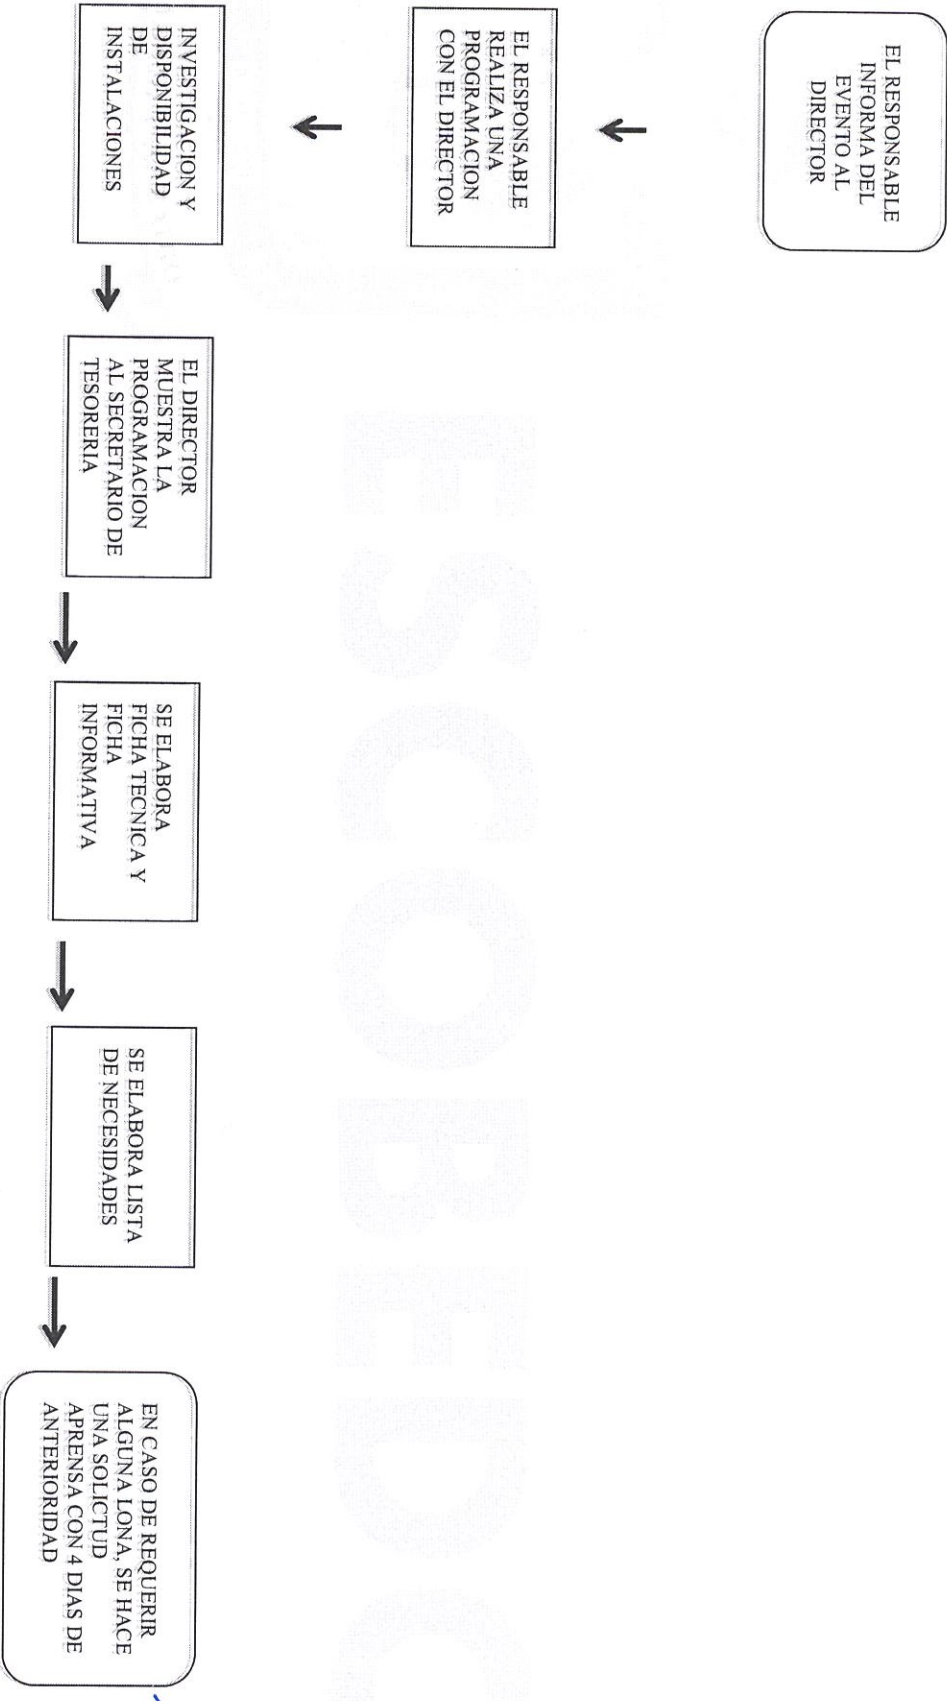 EL RESPONSABLE
INFORMA DEL
EVENTO AL
DIRECTOR
EL RESPONSABLE
REALIZA UNA
PROGRAMACION
CON EL DIRECTOR
INVESTIGACION Y
DISPONIBILIDAD
DE
INSTALACIONES
EL DIRECTOR
MUESTRA LA
PROGRAMACION
AL SECRETARIO DE
TESORERIA
SE ELABORA
FICHA TECNICA Y
FICHA
INFORMATIVA
SE ELABORA LISTA
DE NECESIDADES
EN CASO DE REQUERIR
ALGUNA LONA, SE HACE
UNA SOLICTUD
APRENSA CON 4 DIAS DE
ANTERIORIDAD
ESCOBEDO